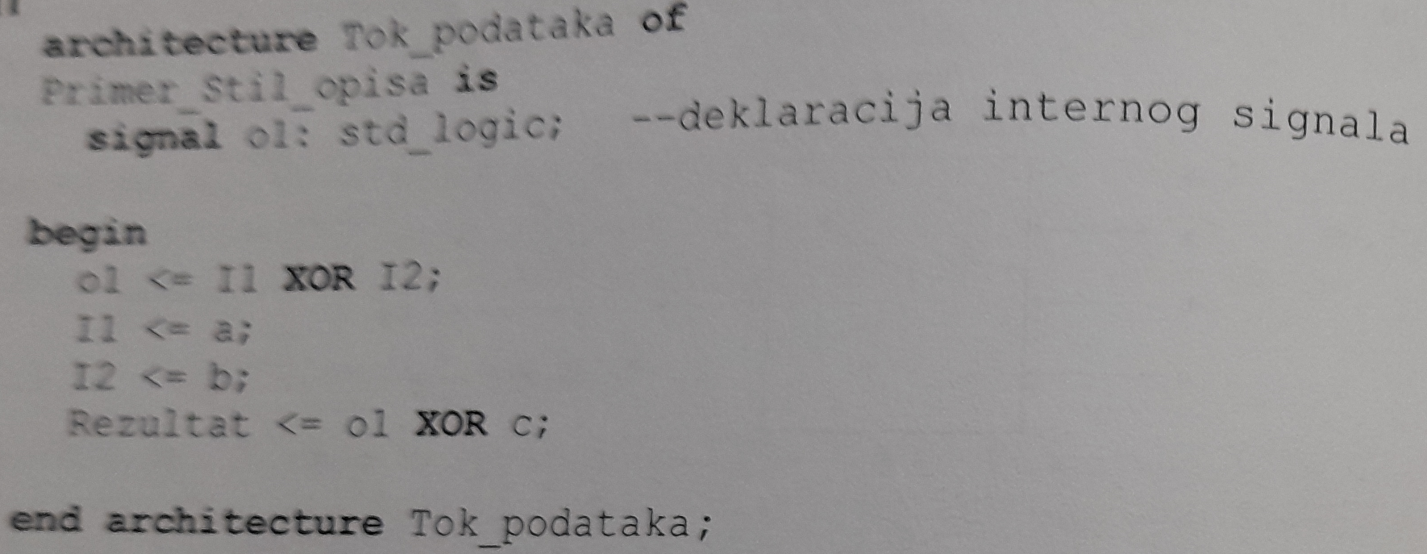 architecture Tok_podataka of
Primer_Stil_opisa is
signal o1: std_logic; --deklaracija internog signala
begin
o1 <= I1 XOR I2;
I1 <= a;
I2 <= b;
Rezultat <= o1 XOR c;
end architecture Tok_podataka;